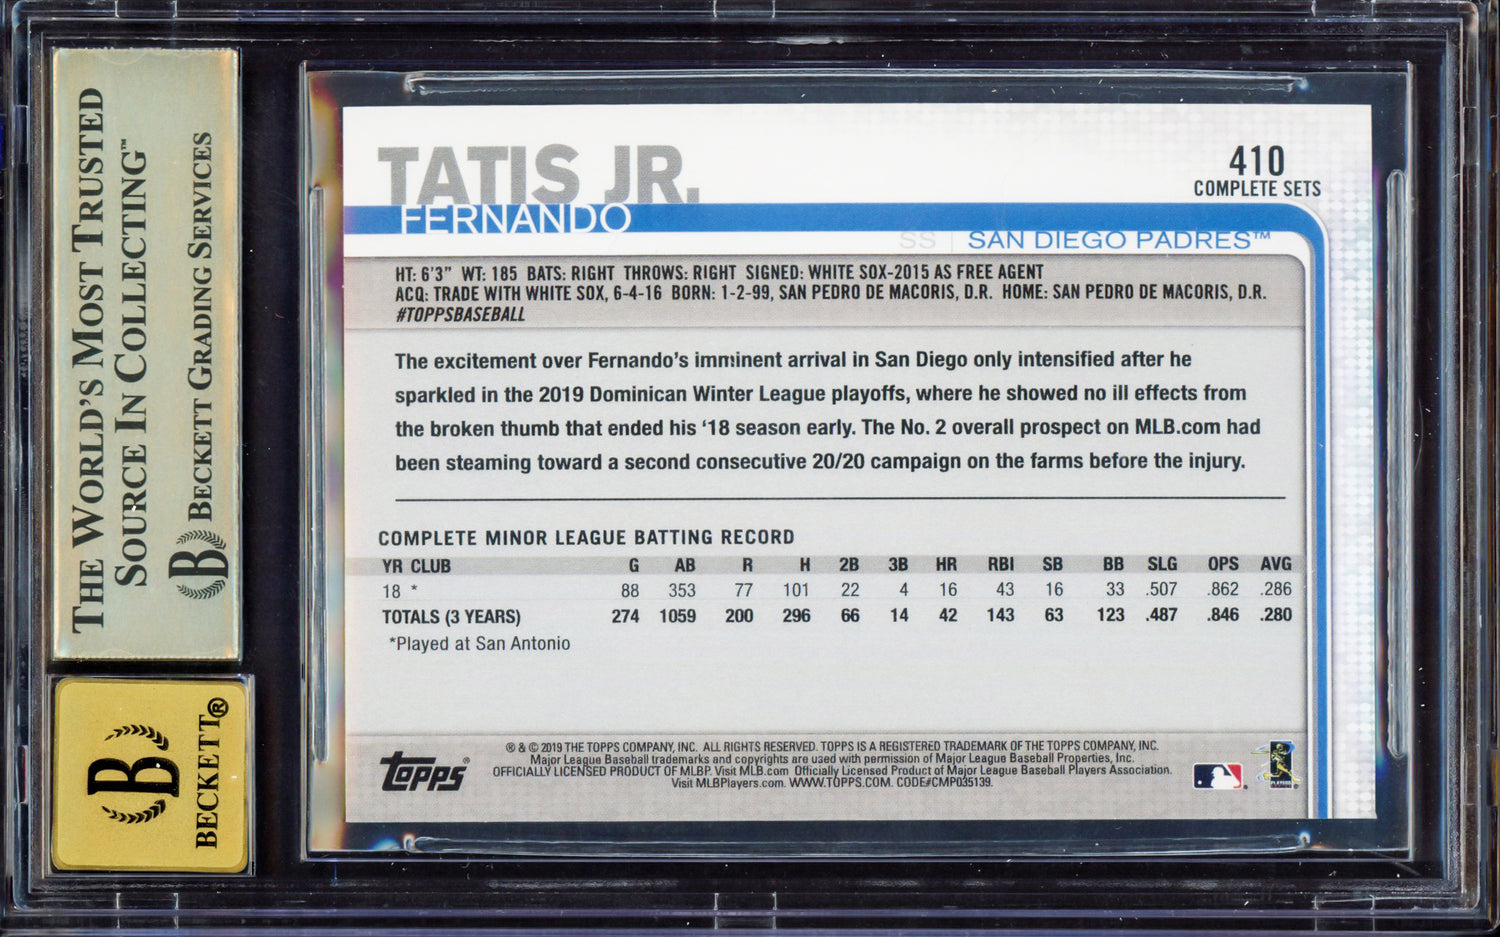 THE WORLD'S MOST TRUSTED
SOURCE IN COLLECTING™
B BECKETT GRADING SERVICES
B
BECKETT®
TATIS JR.
FERNANDO
410
COMPLETE SETS
SS | SAN DIEGO PADRES™
HT: 6'3" WT: 185 BATS: RIGHT THROWS: RIGHT SIGNED: WHITE SOX-2015 AS FREE AGENT
ACQ: TRADE WITH WHITE SOX, 6-4-16 BORN: 1-2-99, SAN PEDRO DE MACORIS, D.R. HOME: SAN PEDRO DE MACORIS, D.R.
#TOPPSBASEBALL
The excitement over Fernando's imminent arrival in San Diego only intensified after he
sparkled in the 2019 Dominican Winter League playoffs, where he showed no ill effects from
the broken thumb that ended his ‘18 season early. The No. 2 overall prospect on MLB.com had
been steaming toward a second consecutive 20/20 campaign on the farms before the injury.
COMPLETE MINOR LEAGUE BATTING RECORD
YR CLUB G AB R H 2B 3B HR RBI SB BB SLG OPS AVG
18 * 88 353 77 101 22 4 16 43 16 33 .507 .862 .286
TOTALS (3 YEARS) 274 1059 200 296 66 14 42 143 63 123 .487 .846 .280
*Played at San Antonio
topps®
® & © 2019 THE TOPPS COMPANY, INC. ALL RIGHTS RESERVED. TOPPS IS A REGISTERED TRADEMARK OF THE TOPPS COMPANY, INC.
Major League Baseball trademarks and copyrights are used with permission of Major League Baseball Properties, Inc.
OFFICIALLY LICENSED PRODUCT OF MLBP. Visit MLB.com Officially Licensed Product of Major League Baseball Players Association.
Visit MLBPlayers.com. WWW.TOPPS.COM. CODE#CMP035139.